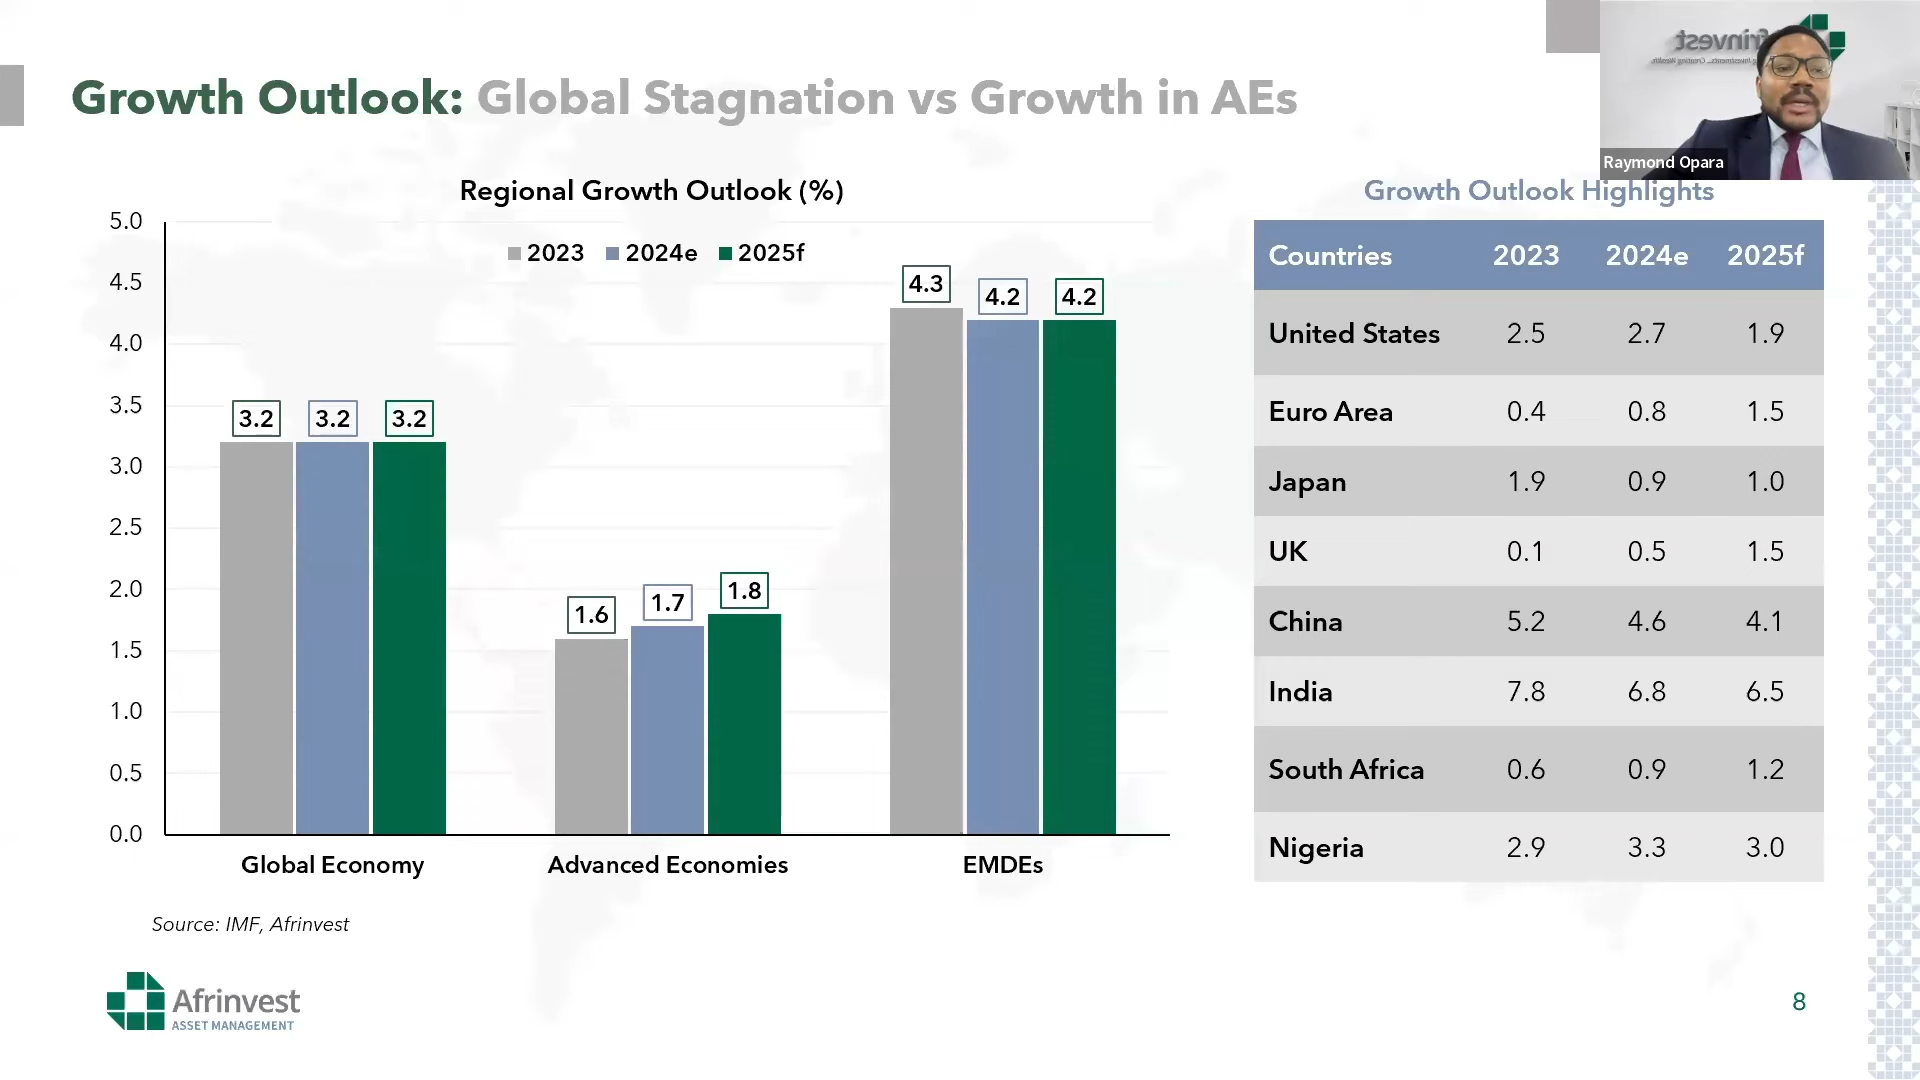 Growth Outlook: Global Stagnation vs Growth in AEs
Afrinvest
Raymond Opara
Regional Growth Outlook (%)
2023 2024e 2025f
5.0
4.5
4.0
3.5
3.0
2.5
2.0
1.5
1.0
0.5
0.0
3.2 3.2 3.2
1.6 1.7 1.8
4.3 4.2 4.2
Global Economy Advanced Economies EMDEs
Source: IMF, Afrinvest
Growth Outlook Highlights
Countries 2023 2024e 2025f
United States 2.5 2.7 1.9
Euro Area 0.4 0.8 1.5
Japan 1.9 0.9 1.0
UK 0.1 0.5 1.5
China 5.2 4.6 4.1
India 7.8 6.8 6.5
South Africa 0.6 0.9 1.2
Nigeria 2.9 3.3 3.0
Afrinvest
ASSET MANAGEMENT
8